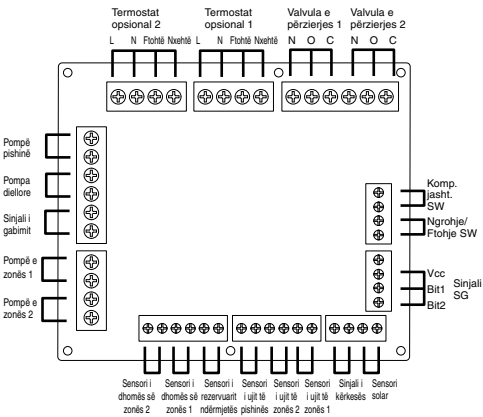 Termostat
opsional 2
Termostat
opsional 1
Valvula e
përzierjes 1
Valvula e
përzierjes 2
L N Ftohtë Nxehtë
L N Ftohtë Nxehtë
N O C
N O C
Pompë
pishinë
Pompa
diellore
Sinjali i
gabimit
Pompë e
zonës 1
Pompë e
zonës 2
Komp.
jasht.
SW
Ngrohje/
Ftohje SW
Vcc
Bit1
Bit2
Sinjali
SG
Sensori i
dhomës së
zonës 2
Sensori i
dhomës së
zonës 1
Sensori i
rezervuarit
ndërmjetës
Sensori
i ujit të
pishinës
Sensori
i ujit të
zonës 2
Sensori
i ujit të
zonës 1
Sinjali i
kërkesës
Sensori
solar